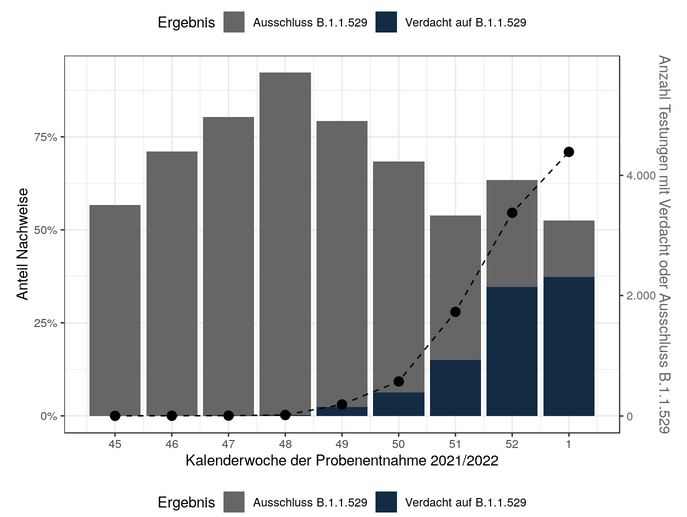 Ergebnis Ausschluss B.1.1.529 Verdacht auf B.1.1.529
Anteil Nachweise
75%
50%
25%
0%
4.000
2.000
0
Anzahl Testungen mit Verdacht oder Ausschluss B.1.1.529
45 46 47 48 49 50 51 52 1
Kalenderwoche der Probenentnahme 2021/2022
Ergebnis Ausschluss B.1.1.529 Verdacht auf B.1.1.529